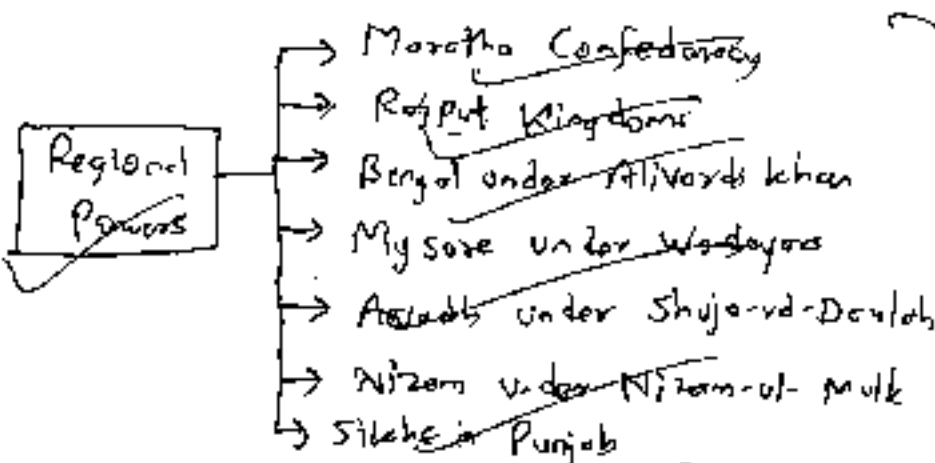 Regional
Powers
Maratha Confedaracy
Rajput Kingdoms
Bengal under Alivardi khan
Mysore under Wodeyars
Awadh under Shuja-ud-Daulah
Nizam under Nizam-ul-Mulk
Sikhs in Punjab